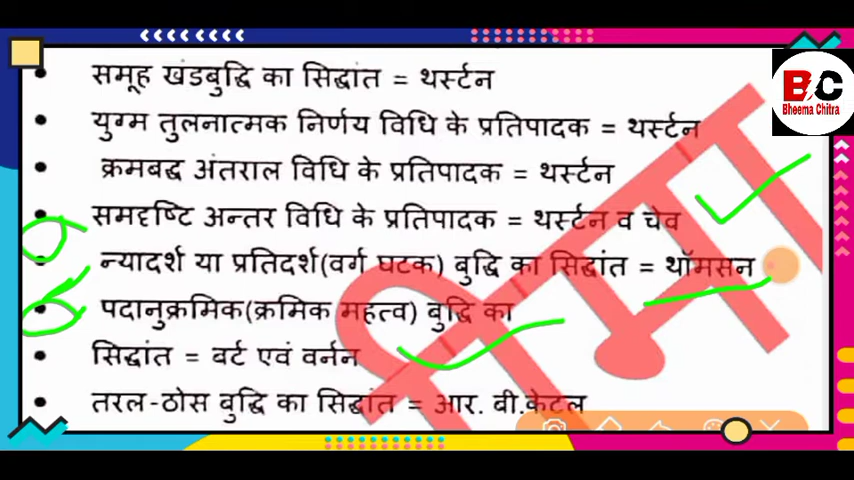 BC
Bheema Chitra
समूह खंडबुद्धि का सिद्धांत = थर्स्टन
युग्म तुलनात्मक निर्णय विधि के प्रतिपादक = थर्स्टन
क्रमबद्ध अंतराल विधि के प्रतिपादक = थर्स्टन
समदृष्टि अन्तर विधि के प्रतिपादक = थर्स्टन व चेव
न्यादर्श या प्रतिदर्श(वर्ग घटक) बुद्धि का सिद्धांत = थॉमसन
पदानुक्रमिक(क्रमिक महत्व) बुद्धि का
सिद्धांत = बर्ट एवं वर्नन
तरल-ठोस बुद्धि का सिद्धांत = आर. बी.केटल